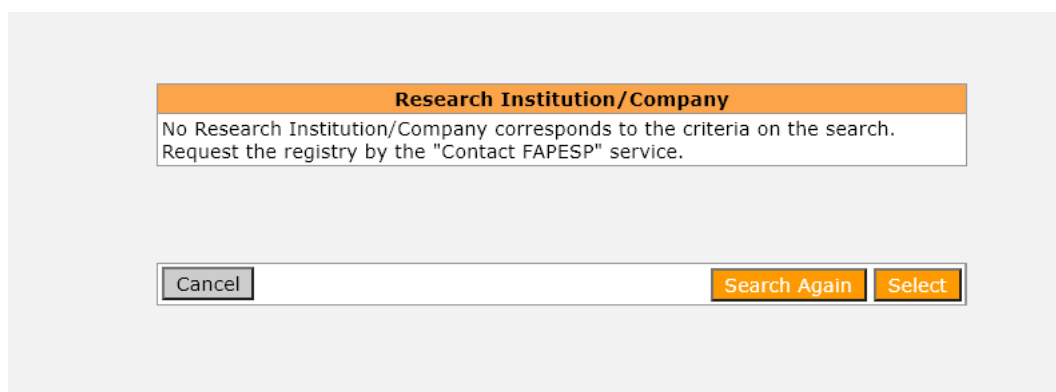 Research Institution/Company
No Research Institution/Company corresponds to the criteria on the search.
Request the registry by the "Contact FAPESP" service.
Cancel
Search Again
Select